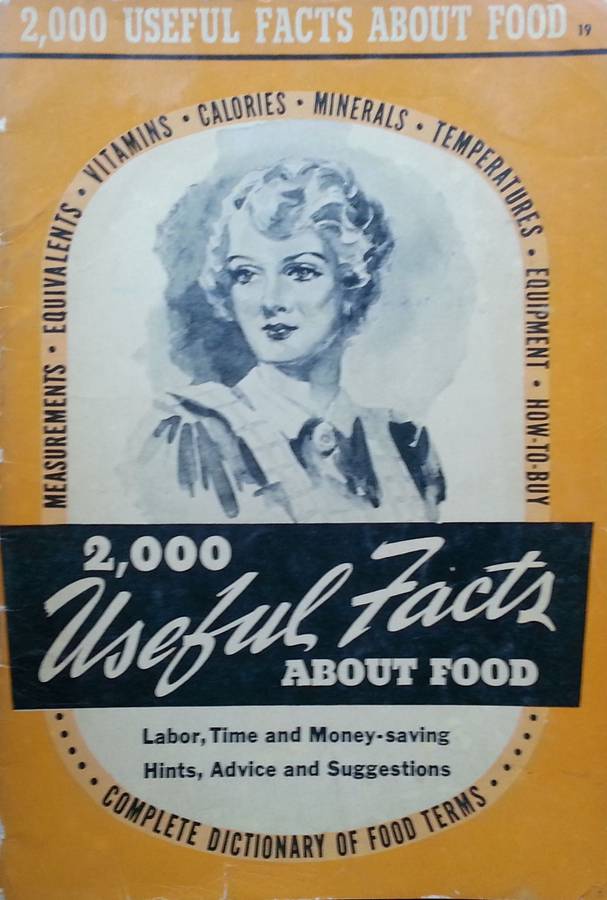 2,000 USEFUL FACTS ABOUT FOOD 19
MEASUREMENTS • EQUIVALENTS • VITAMINS • CALORIES • MINERALS • TEMPERATURES • EQUIPMENT • HOW-TO-BUY
2,000
Useful Facts
ABOUT FOOD
Labor, Time and Money-saving
Hints, Advice and Suggestions
COMPLETE DICTIONARY OF FOOD TERMS